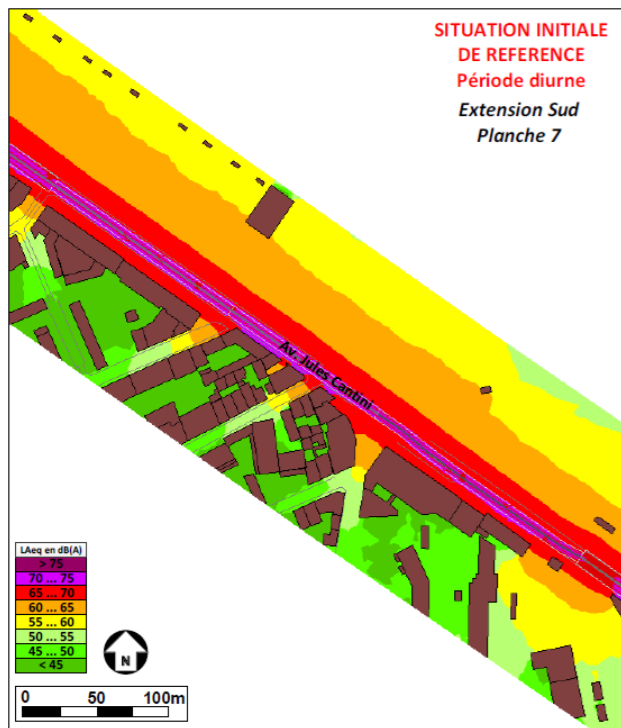 SITUATION INITIALE
DE REFERENCE
Période diurne
Extension Sud
Planche 7
Av. Jules Cantini
LAeq en dB(A)
> 75
70 ... 75
65 ... 70
60 ... 65
55 ... 60
50 ... 55
45 ... 50
< 45
N
0 50 100m